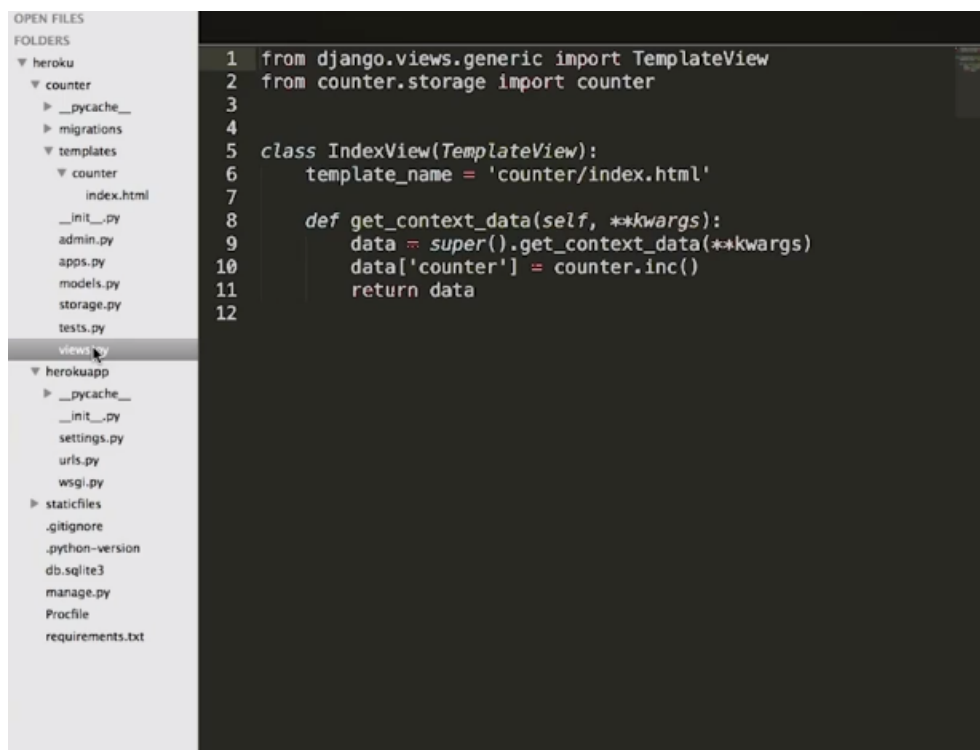 OPEN FILES
FOLDERS
heroku
counter
__pycache__
migrations
templates
counter
index.html
__init__.py
admin.py
apps.py
models.py
storage.py
tests.py
views.py
herokuapp
__pycache__
__init__.py
settings.py
urls.py
wsgi.py
staticfiles
.gitignore
.python-version
db.sqlite3
manage.py
Procfile
requirements.txt
1 from django.views.generic import TemplateView
2 from counter.storage import counter
3
4
5 class IndexView(TemplateView):
6     template_name = 'counter/index.html'
7
8     def get_context_data(self, **kwargs):
9         data = super().get_context_data(**kwargs)
10         data['counter'] = counter.inc()
11         return data
12